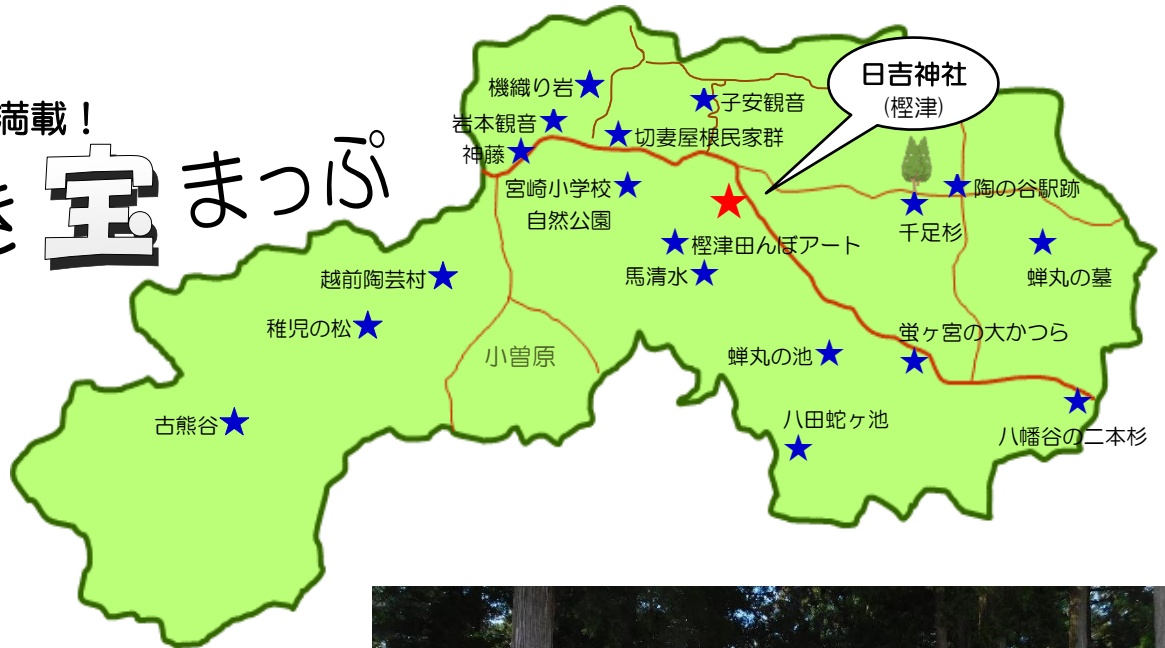 満載！
き宝まっぷ
日吉神社
(樫津)
機織り岩
子安観音
岩本観音
切妻屋根民家群
神藤
宮崎小学校
自然公園
陶の谷駅跡
千足杉
樫津田んぼアート
馬清水
蝉丸の墓
越前陶芸村
稚児の松
小曽原
蛍ヶ宮の大かつら
蝉丸の池
古熊谷
八田蛇ヶ池
八幡谷の二本杉